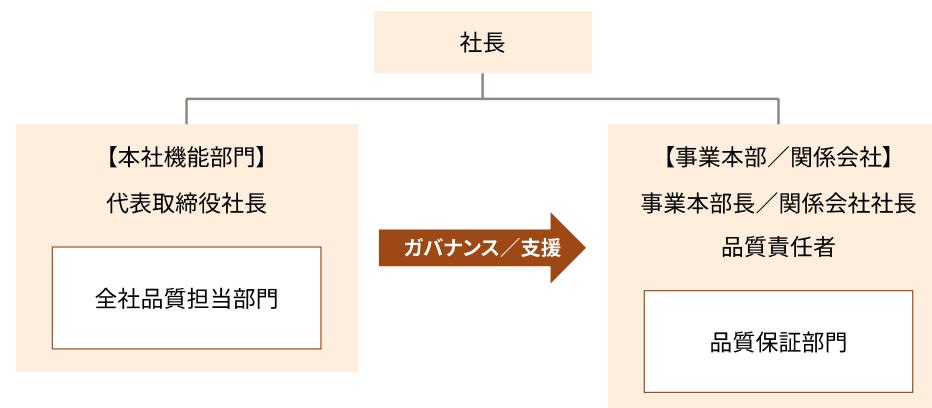 社長
【本社機能部門】
代表取締役社長
全社品質担当部門
ガバナンス／支援
【事業本部／関係会社】
事業本部長／関係会社社長
品質責任者
品質保証部門